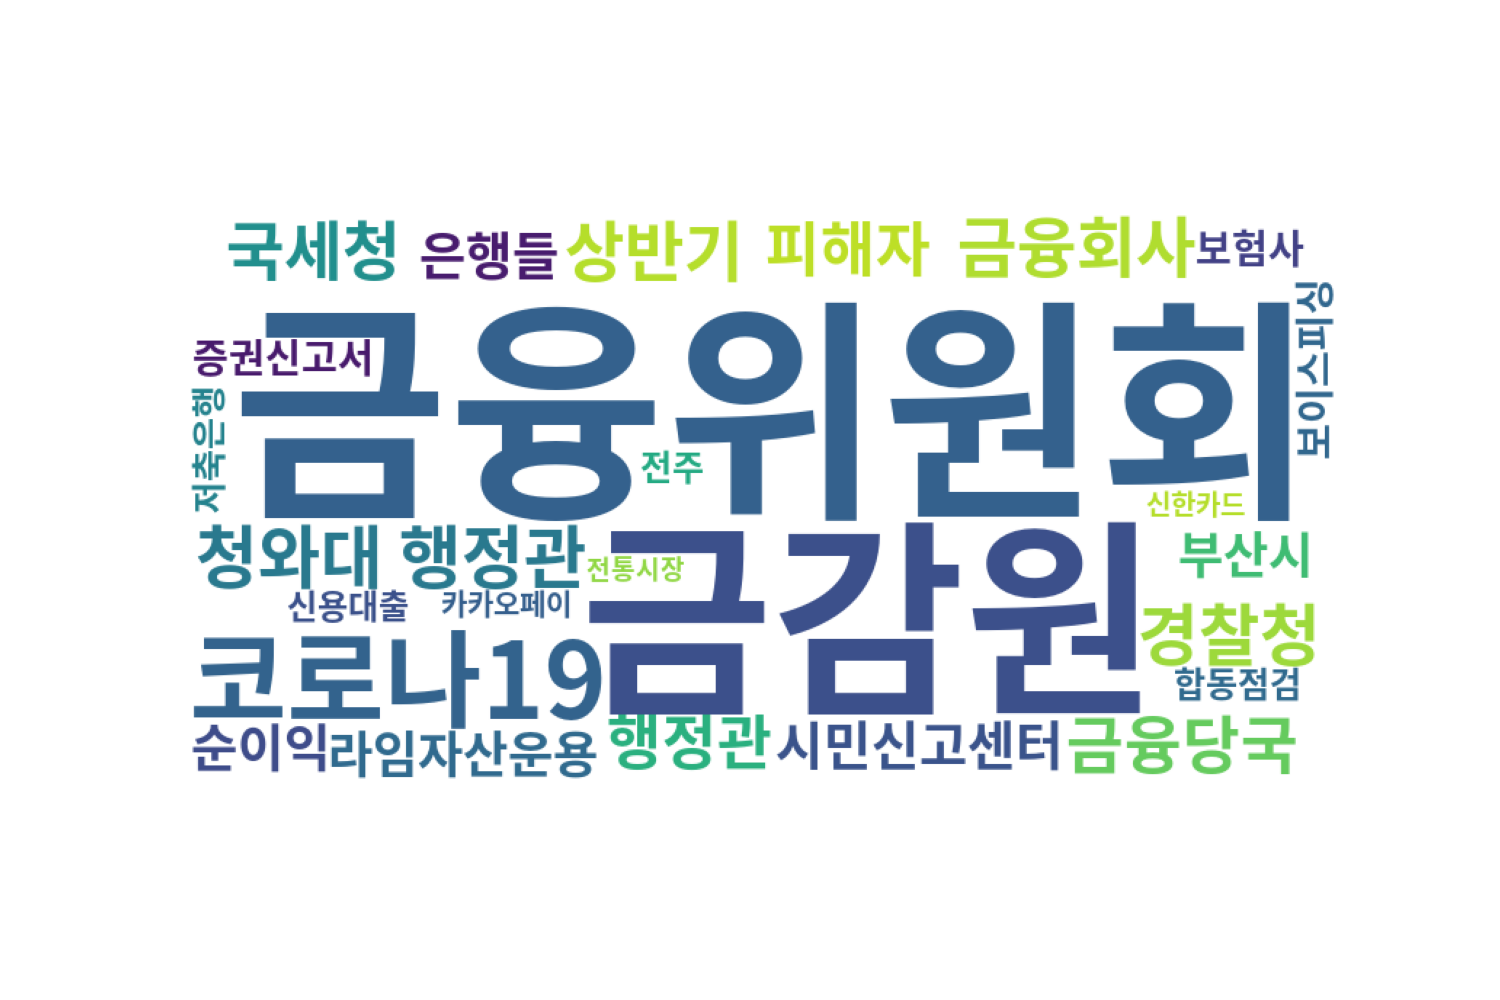 국세청 은행들 상반기 피해자 금융회사 보험사
보이스피싱
금융위원회
증권신고서
저축은행
전주
신한카드
금감원
청와대 행정관
전통시장
부산시
신용대출 카카오페이
경찰청
코로나19
합동점검
순이익 라임자산운용 행정관 시민신고센터 금융당국